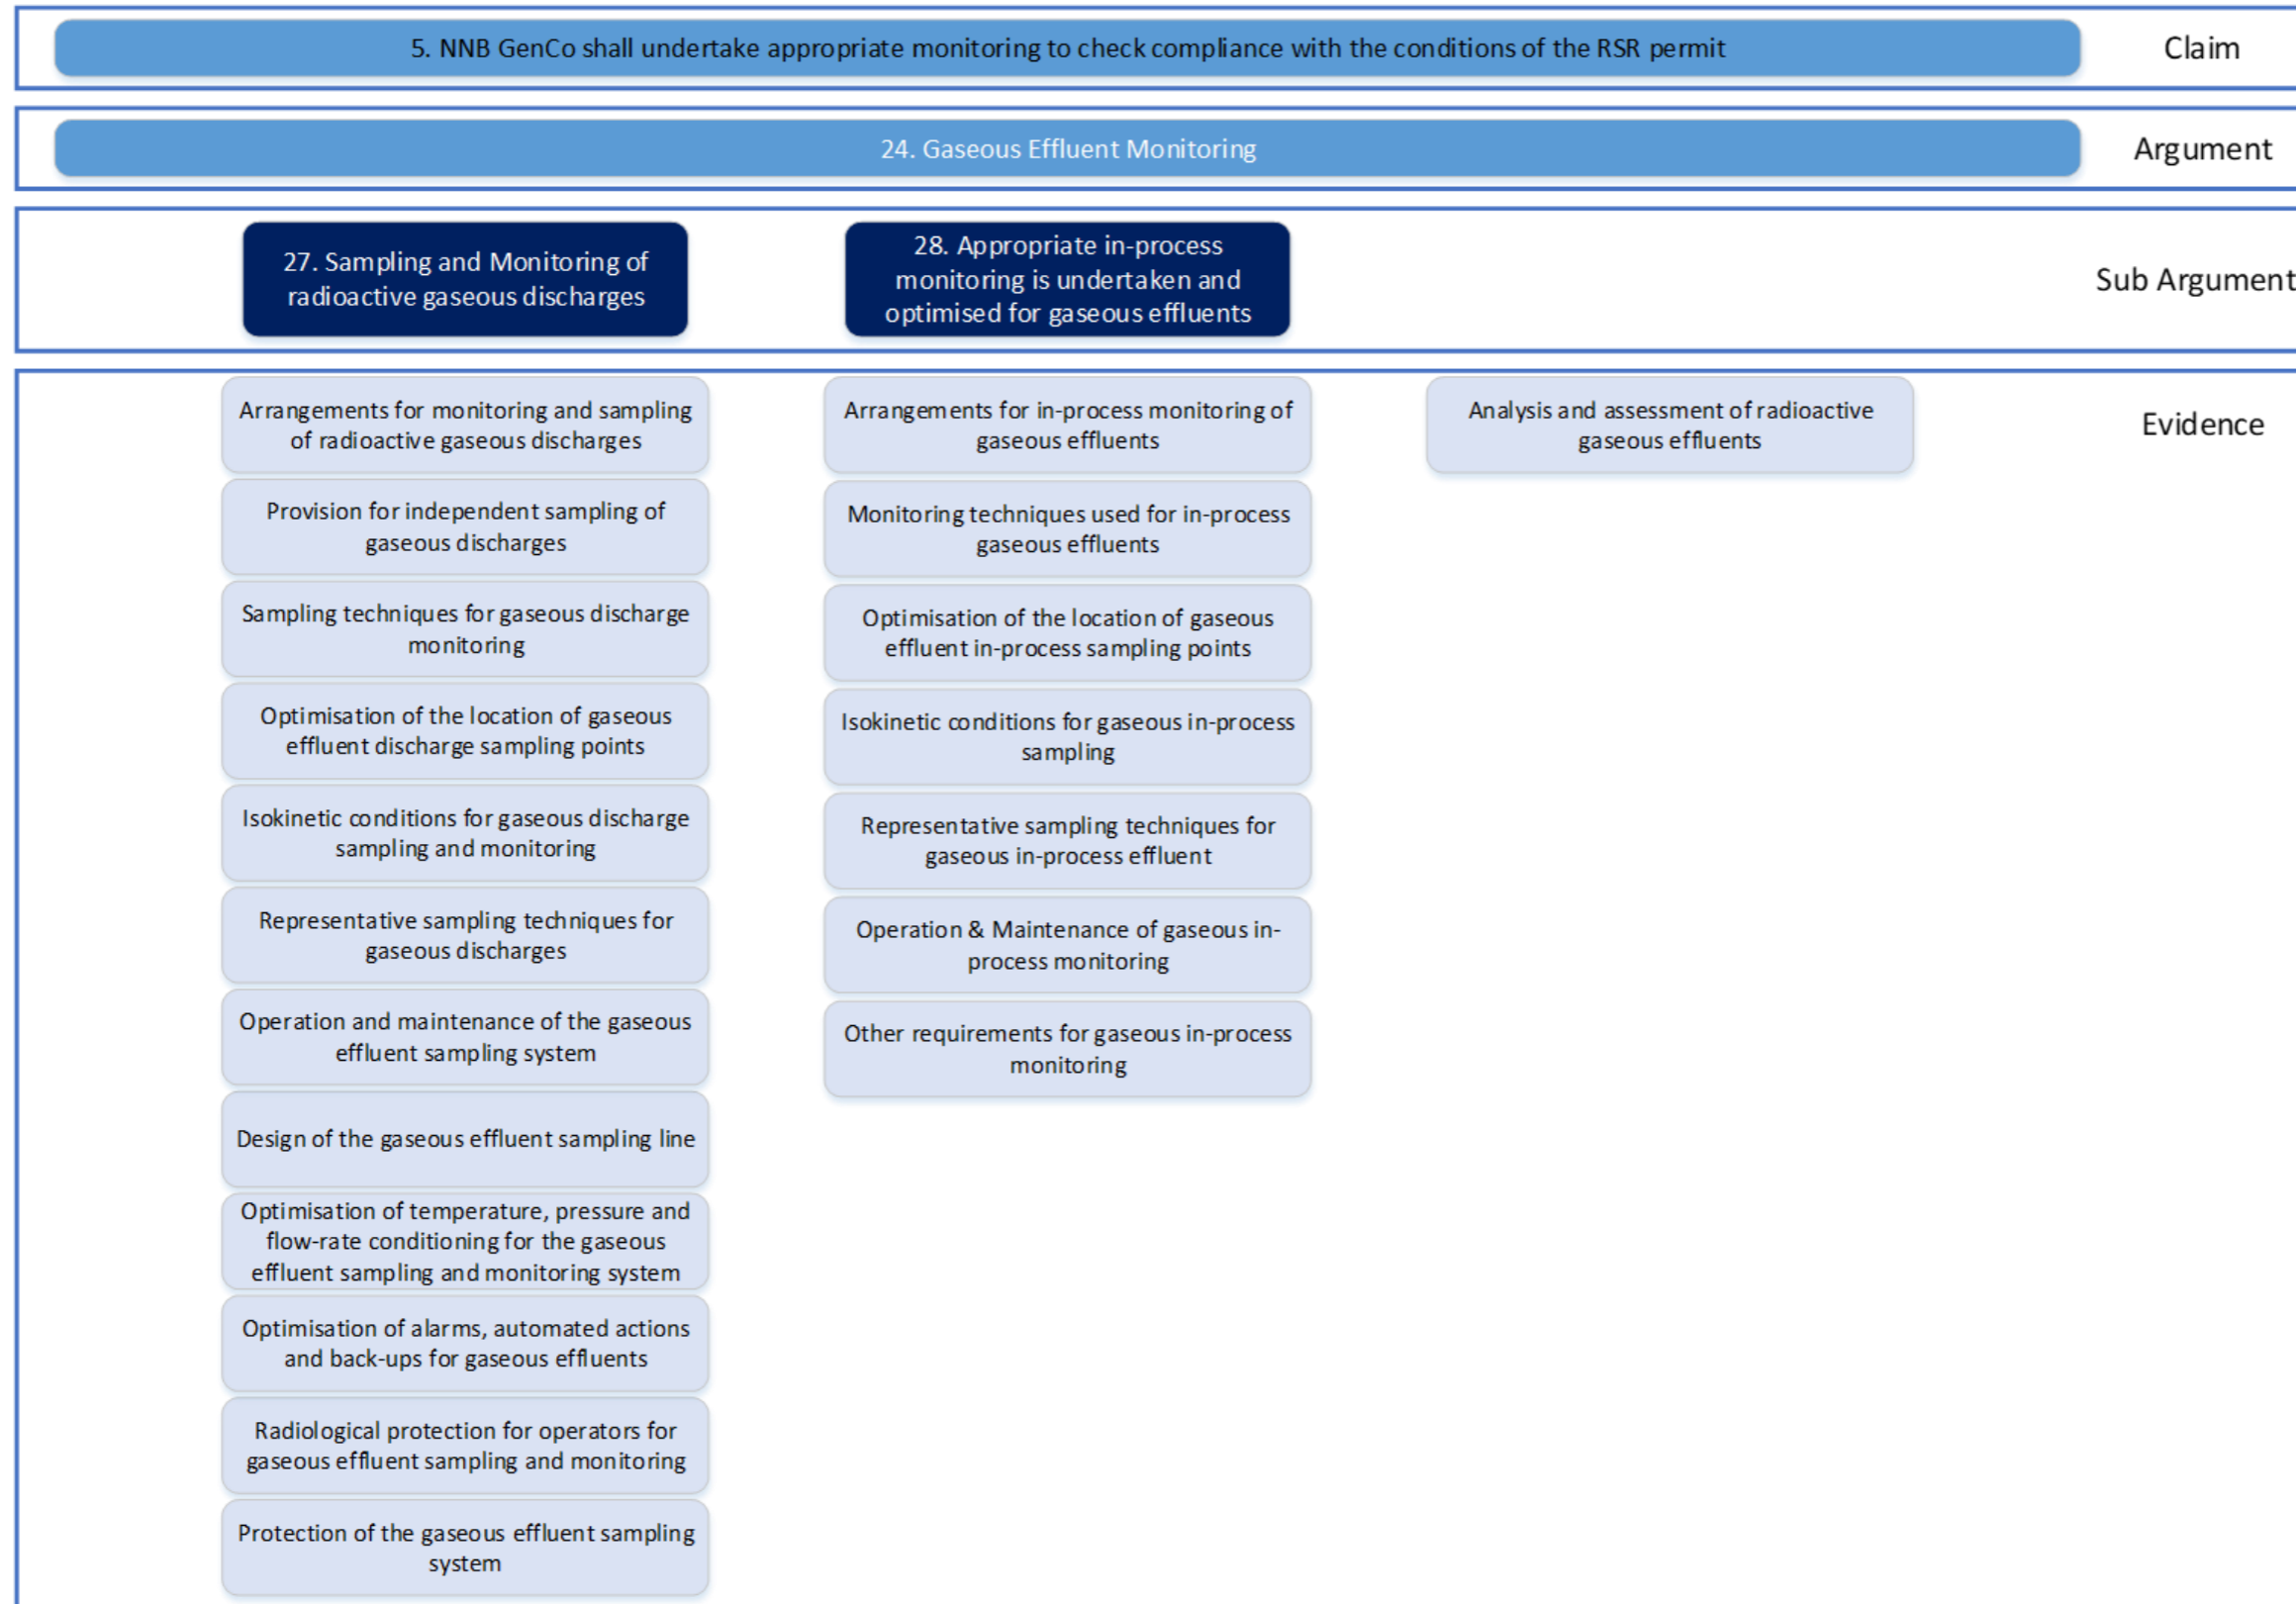 5. NNB GenCo shall undertake appropriate monitoring to check compliance with the conditions of the RSR permit
Claim
24. Gaseous Effluent Monitoring
Argument
27. Sampling and Monitoring of
radioactive gaseous discharges
28. Appropriate in-process
monitoring is undertaken and
optimised for gaseous effluents
Sub Argument
Arrangements for monitoring and sampling
of radioactive gaseous discharges
Provision for independent sampling of
gaseous discharges
Sampling techniques for gaseous discharge
monitoring
Optimisation of the location of gaseous
effluent discharge sampling points
Isokinetic conditions for gaseous discharge
sampling and monitoring
Representative sampling techniques for
gaseous discharges
Operation and maintenance of the gaseous
effluent sampling system
Design of the gaseous effluent sampling line
Optimisation of temperature, pressure and
flow-rate conditioning for the gaseous
effluent sampling and monitoring system
Optimisation of alarms, automated actions
and back-ups for gaseous effluents
Radiological protection for operators for
gaseous effluent sampling and monitoring
Protection of the gaseous effluent sampling
system
Arrangements for in-process monitoring of
gaseous effluents
Monitoring techniques used for in-process
gaseous effluents
Optimisation of the location of gaseous
effluent in-process sampling points
Isokinetic conditions for gaseous in-process
sampling
Representative sampling techniques for
gaseous in-process effluent
Operation & Maintenance of gaseous in-
process monitoring
Other requirements for gaseous in-process
monitoring
Analysis and assessment of radioactive
gaseous effluents
Evidence